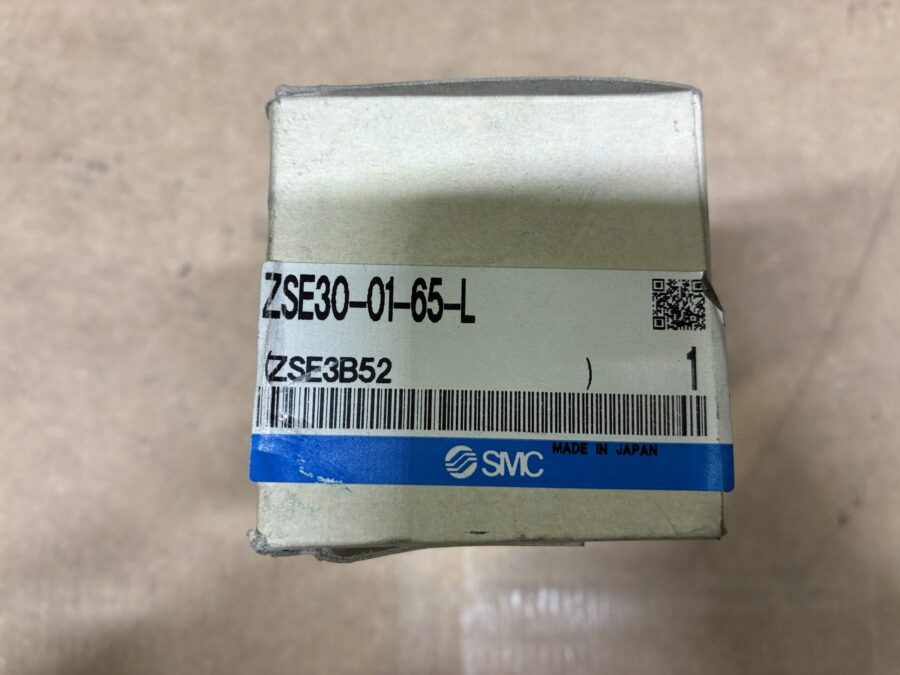 ZSE30-01-65-L
(ZSE3B52 )
1
SMC
MADE IN JAPAN